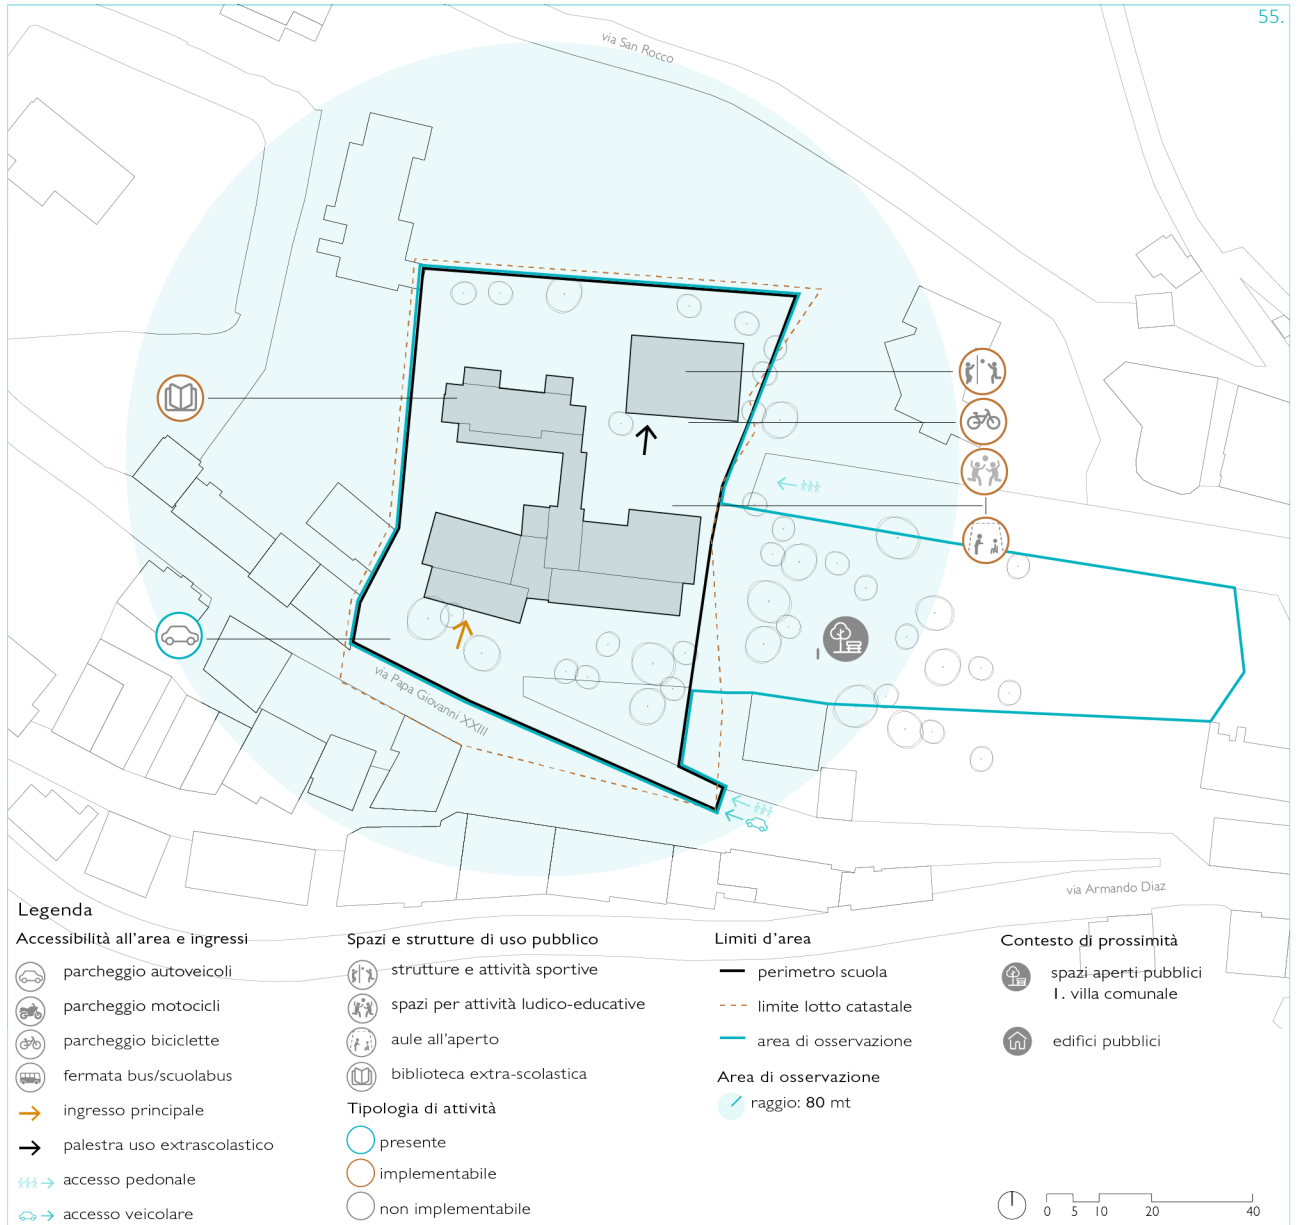 55.
via San Rocco
I
via Papa Giovanni XXIII
via Armando Diaz
Legenda
Accessibilità all'area e ingressi
parcheggio autoveicoli
parcheggio motocicli
parcheggio biciclette
fermata bus/scuolabus
ingresso principale
palestra uso extrascolastico
accesso pedonale
accesso veicolare
Spazi e strutture di uso pubblico
strutture e attività sportive
spazi per attività ludico-educative
aule all'aperto
biblioteca extra-scolastica
Tipologia di attività
presente
implementabile
non implementabile
Limiti d'area
perimetro scuola
limite lotto catastale
area di osservazione
Area di osservazione
raggio: 80 mt
Contesto di prossimità
spazi aperti pubblici
I. villa comunale
edifici pubblici
0 5 10 20 40